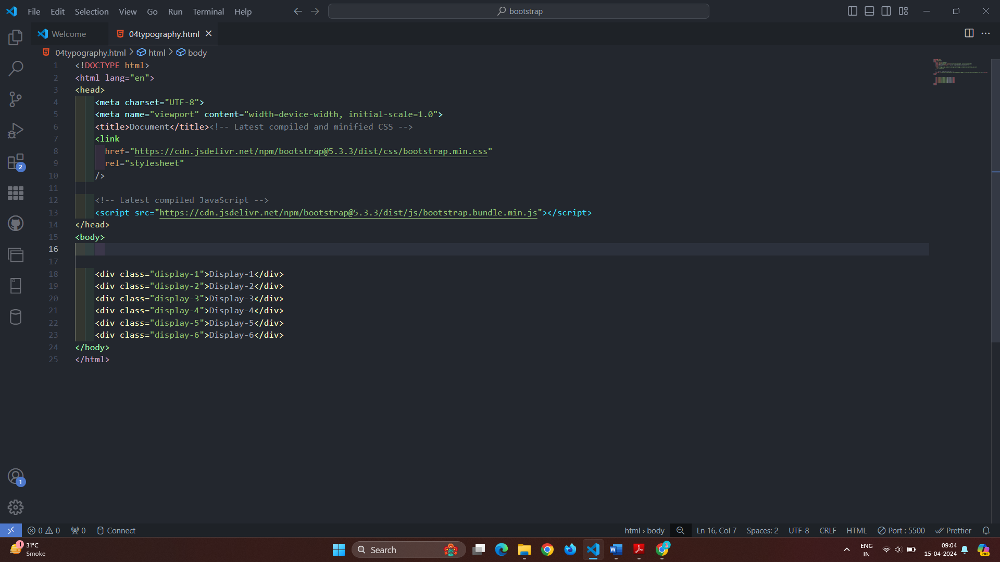 File Edit Selection View Go Run Terminal Help
bootstrap
Welcome
04typography.html
04typography.html > html > body
1 <!DOCTYPE html>
2 <html lang="en">
3 <head>
4 <meta charset="UTF-8">
5 <meta name="viewport" content="width=device-width, initial-scale=1.0">
6 <title>Document</title><!-- Latest compiled and minified CSS -->
7 <link
8 href="https://cdn.jsdelivr.net/npm/bootstrap@5.3.3/dist/css/bootstrap.min.css"
9 rel="stylesheet"
10 />
11
12 <!-- Latest compiled JavaScript -->
13 <script src="https://cdn.jsdelivr.net/npm/bootstrap@5.3.3/dist/js/bootstrap.bundle.min.js"></script>
14 </head>
15 <body>
16
17
18 <div class="display-1">Display-1</div>
19 <div class="display-2">Display-2</div>
20 <div class="display-3">Display-3</div>
21 <div class="display-4">Display-4</div>
22 <div class="display-5">Display-5</div>
23 <div class="display-6">Display-6</div>
24 </body>
25 </html>
2
1
0 0 0 Connect
html › body Ln 16, Col 7 Spaces: 2 UTF-8 CRLF HTML Port : 5500 Prettier
1
31°C
Smoke
Search
ENG
IN
09:04
15-04-2024
PRE